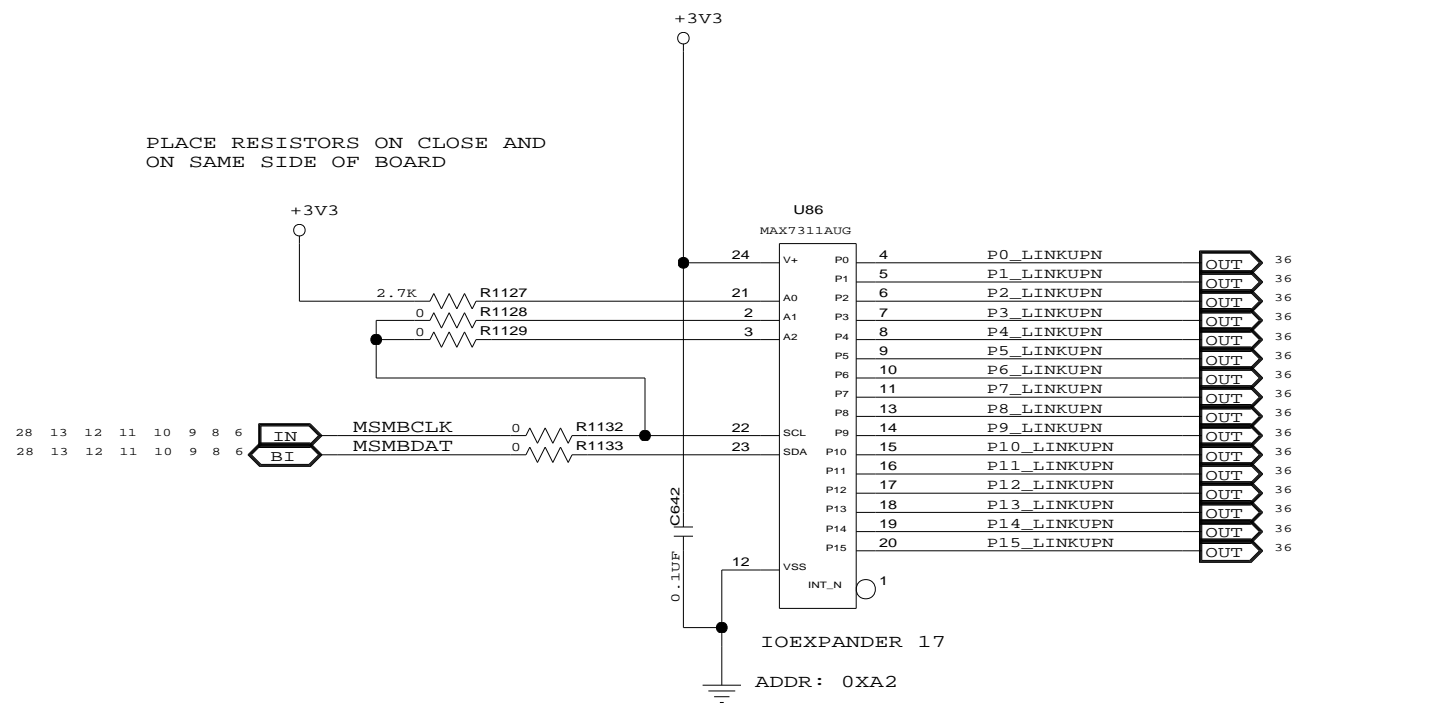 +3V3
PLACE RESISTORS ON CLOSE AND
ON SAME SIDE OF BOARD
+3V3
U86
MAX7311AUG
24 V+ P0 4 P0_LINKUPN OUT 36
P1 5 P1_LINKUPN OUT 36
2.7K R1127 21 A0 P2 6 P2_LINKUPN OUT 36
0 R1128 2 A1 P3 7 P3_LINKUPN OUT 36
0 R1129 3 A2 P4 8 P4_LINKUPN OUT 36
P5 9 P5_LINKUPN OUT 36
P6 10 P6_LINKUPN OUT 36
P7 11 P7_LINKUPN OUT 36
P8 13 P8_LINKUPN OUT 36
28 13 12 11 10 9 8 6 IN MSMBCLK 0 R1132 22 SCL P9 14 P9_LINKUPN OUT 36
28 13 12 11 10 9 8 6 BI MSMBDAT 0 R1133 23 SDA P10 15 P10_LINKUPN OUT 36
P11 16 P11_LINKUPN OUT 36
P12 17 P12_LINKUPN OUT 36
P13 18 P13_LINKUPN OUT 36
P14 19 P14_LINKUPN OUT 36
P15 20 P15_LINKUPN OUT 36
C642
0.1UF
12 VSS
INT_N 1
IOEXPANDER 17
ADDR: 0XA2